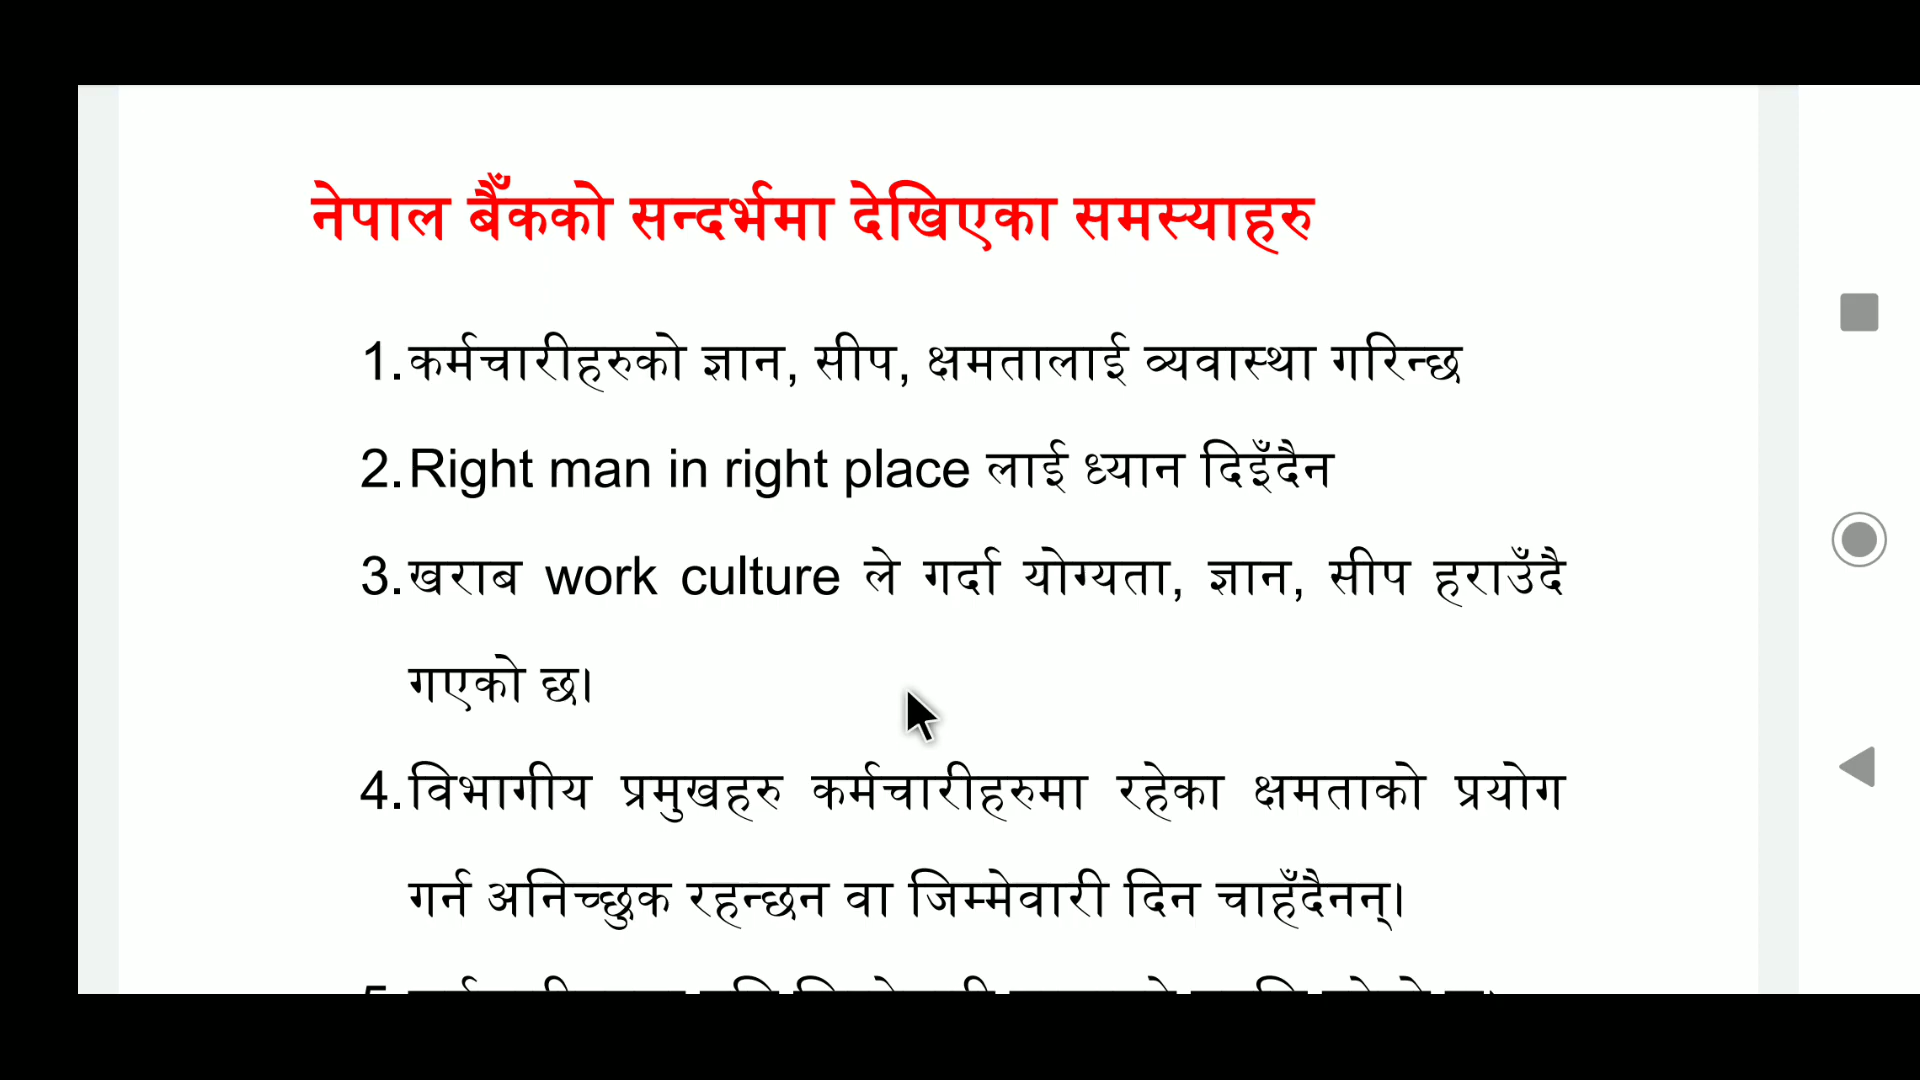 नेपाल बैँकको सन्दर्भमा देखिएका समस्याहरु
1.कर्मचारीहरुको ज्ञान, सीप, क्षमतालाई व्यवास्था गरिन्छ
2.Right man in right place लाई ध्यान दिइँदैन
3.खराब work culture ले गर्दा योग्यता, ज्ञान, सीप हराउँदै
गएको छ।
4.विभागीय प्रमुखहरु कर्मचारीहरुमा रहेका क्षमताको प्रयोग
गर्न अनिच्छुक रहन्छन वा जिम्मेवारी दिन चाहँदैनन्।